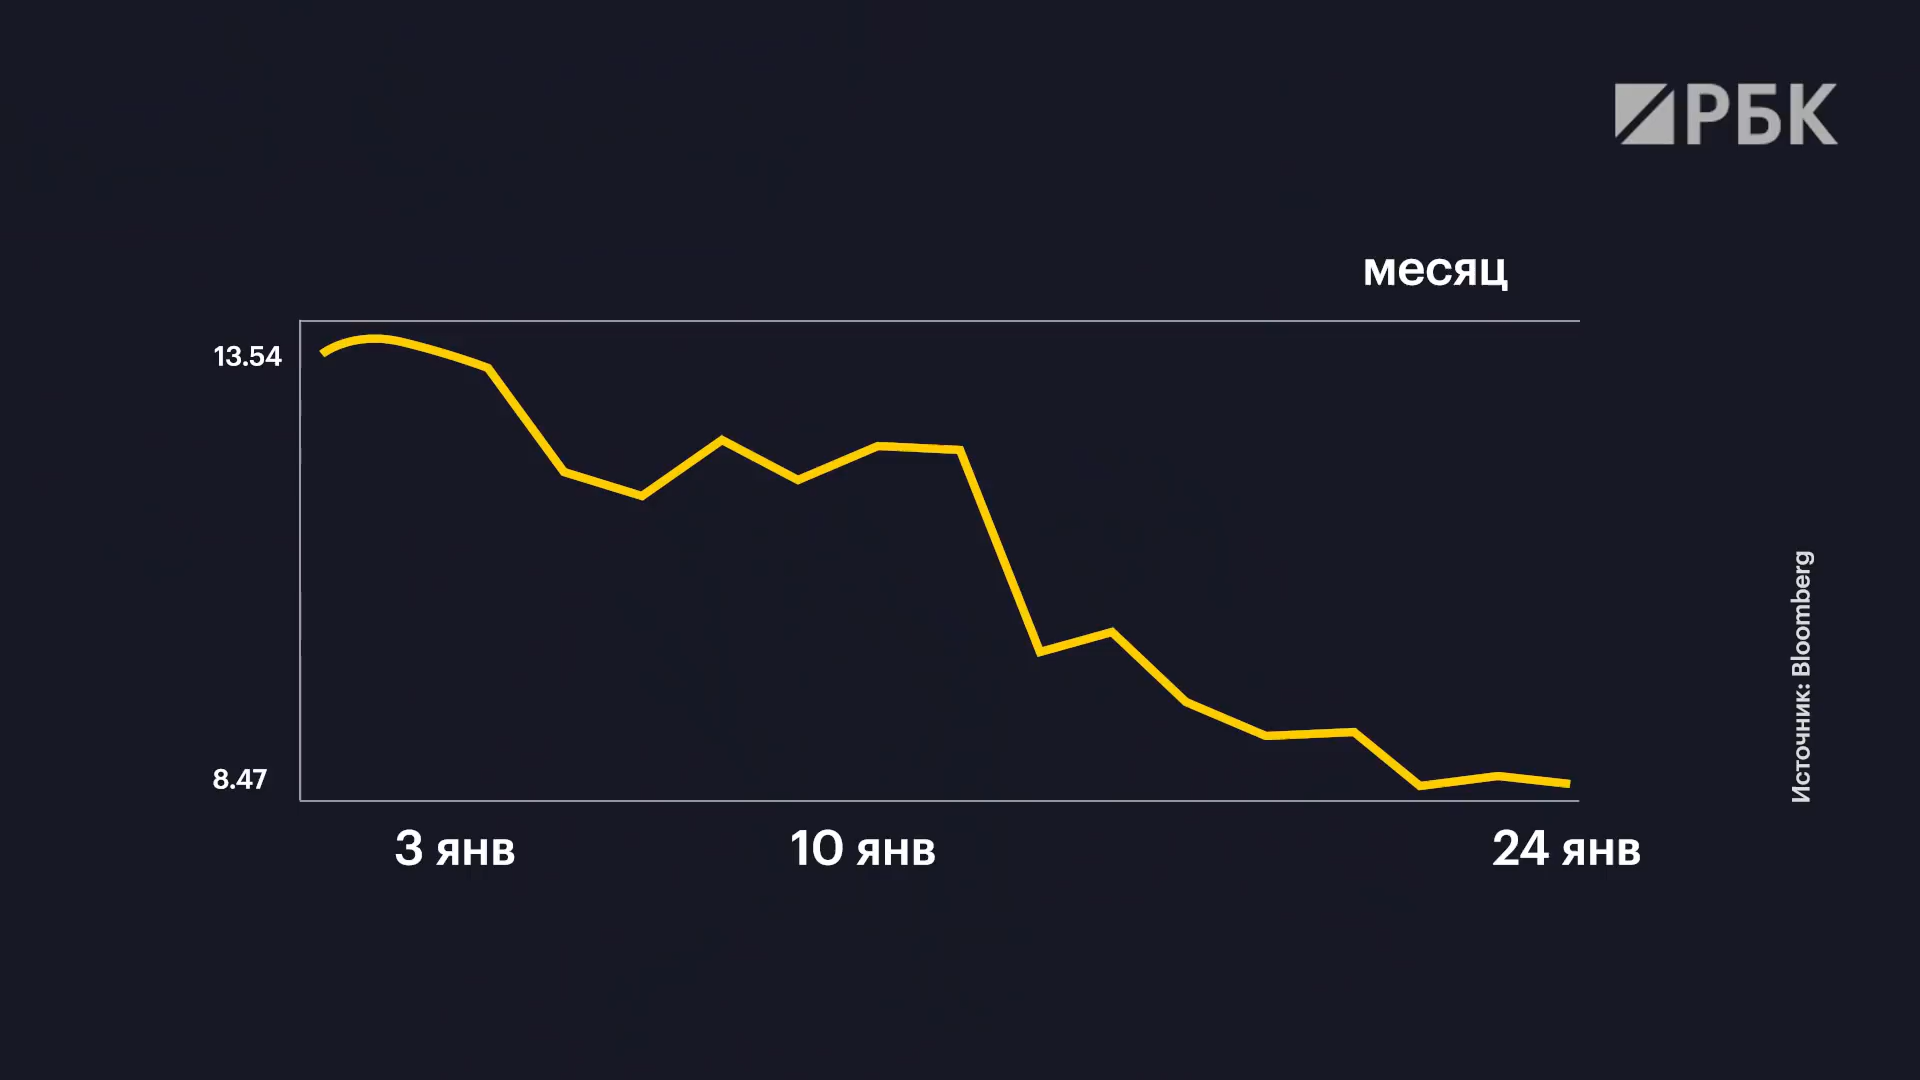 РБК
месяц
13.54
8.47
3 янв
10 янв
24 янв
Источник: Bloomberg